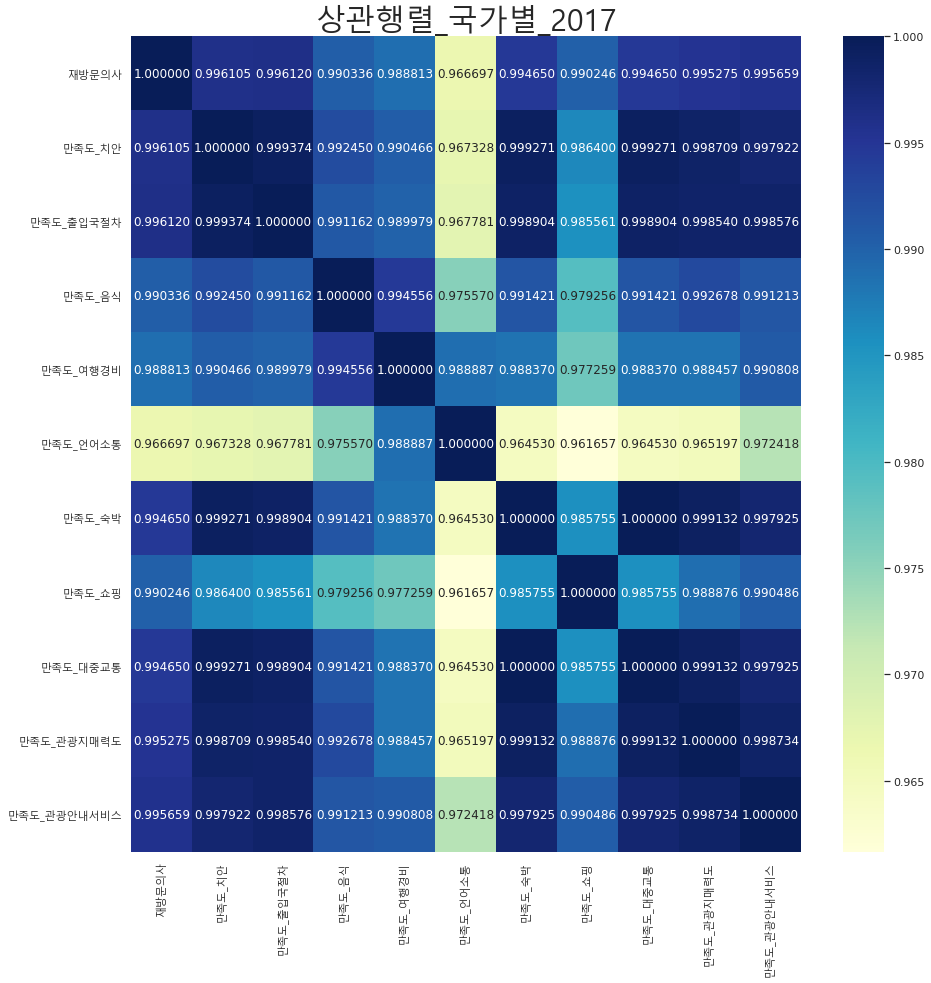 상관행렬_국가별_2017
재방문의사 1.000000 0.996105 0.996120 0.990336 0.988813 0.966697 0.994650 0.990246 0.994650 0.995275 0.995659
만족도_치안 0.996105 1.000000 0.999374 0.992450 0.990466 0.967328 0.999271 0.986400 0.999271 0.998709 0.997922
만족도_출입국절차 0.996120 0.999374 1.000000 0.991162 0.989979 0.967781 0.998904 0.985561 0.998904 0.998540 0.998576
만족도_음식 0.990336 0.992450 0.991162 1.000000 0.994556 0.975570 0.991421 0.979256 0.991421 0.992678 0.991213
만족도_여행경비 0.988813 0.990466 0.989979 0.994556 1.000000 0.988887 0.988370 0.977259 0.988370 0.988457 0.990808
만족도_언어소통 0.966697 0.967328 0.967781 0.975570 0.988887 1.000000 0.964530 0.961657 0.964530 0.965197 0.972418
만족도_숙박 0.994650 0.999271 0.998904 0.991421 0.988370 0.964530 1.000000 0.985755 1.000000 0.999132 0.997925
만족도_쇼핑 0.990246 0.986400 0.985561 0.979256 0.977259 0.961657 0.985755 1.000000 0.985755 0.988876 0.990486
만족도_대중교통 0.994650 0.999271 0.998904 0.991421 0.988370 0.964530 1.000000 0.985755 1.000000 0.999132 0.997925
만족도_관광지매력도 0.995275 0.998709 0.998540 0.992678 0.988457 0.965197 0.999132 0.988876 0.999132 1.000000 0.998734
만족도_관광안내서비스 0.995659 0.997922 0.998576 0.991213 0.990808 0.972418 0.997925 0.990486 0.997925 0.998734 1.000000
재방문의사
만족도_치안
만족도_출입국절차
만족도_음식
만족도_여행경비
만족도_언어소통
만족도_숙박
만족도_쇼핑
만족도_대중교통
만족도_관광지매력도
만족도_관광안내서비스
1.000
0.995
0.990
0.985
0.980
0.975
0.970
0.965